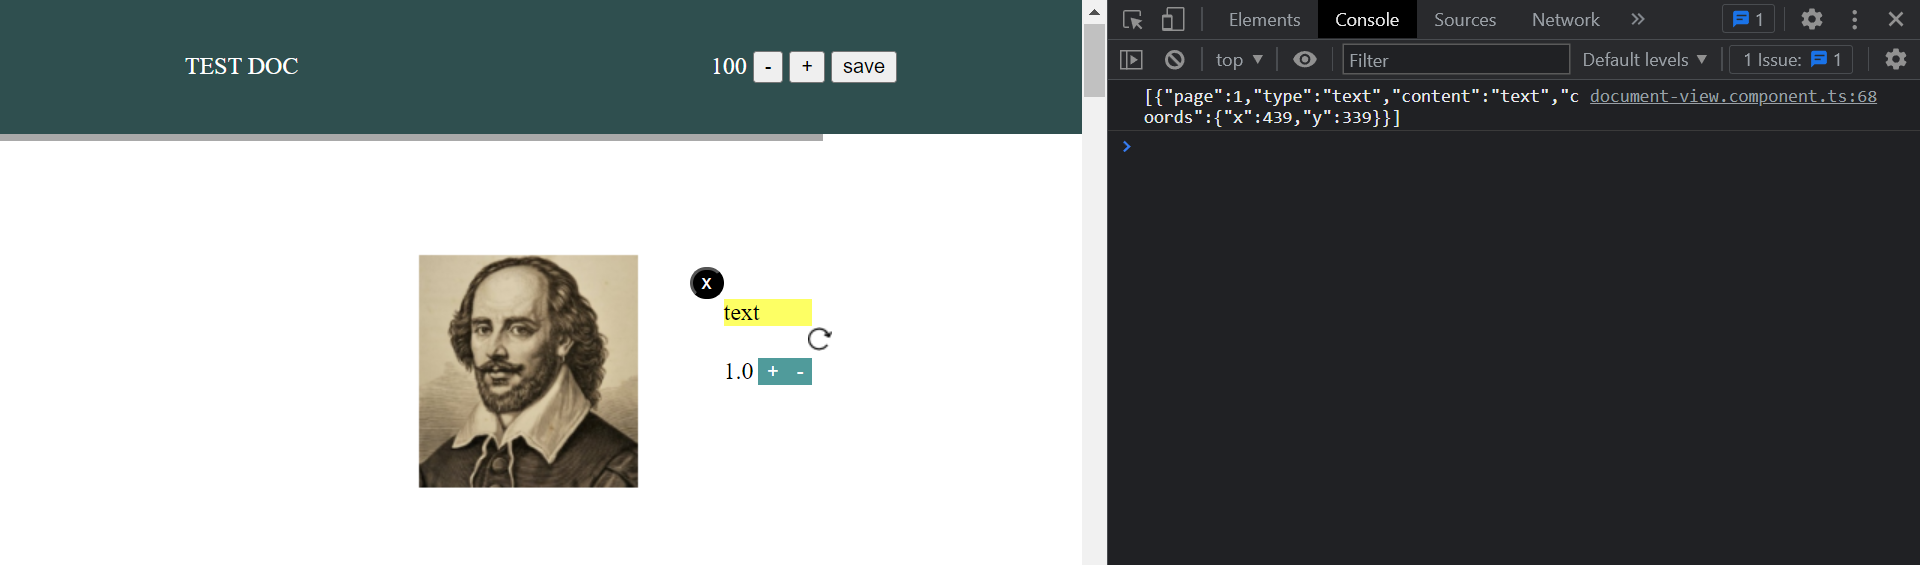 TEST DOC
100 - + save
x
text
1.0 + -
Elements Console Sources Network » 1
top ▼ Filter Default levels ▼ 1 Issue: 1
[{"page":1,"type":"text","content":"text","c document-view.component.ts:68
oords":{"x":439,"y":339}}]
>